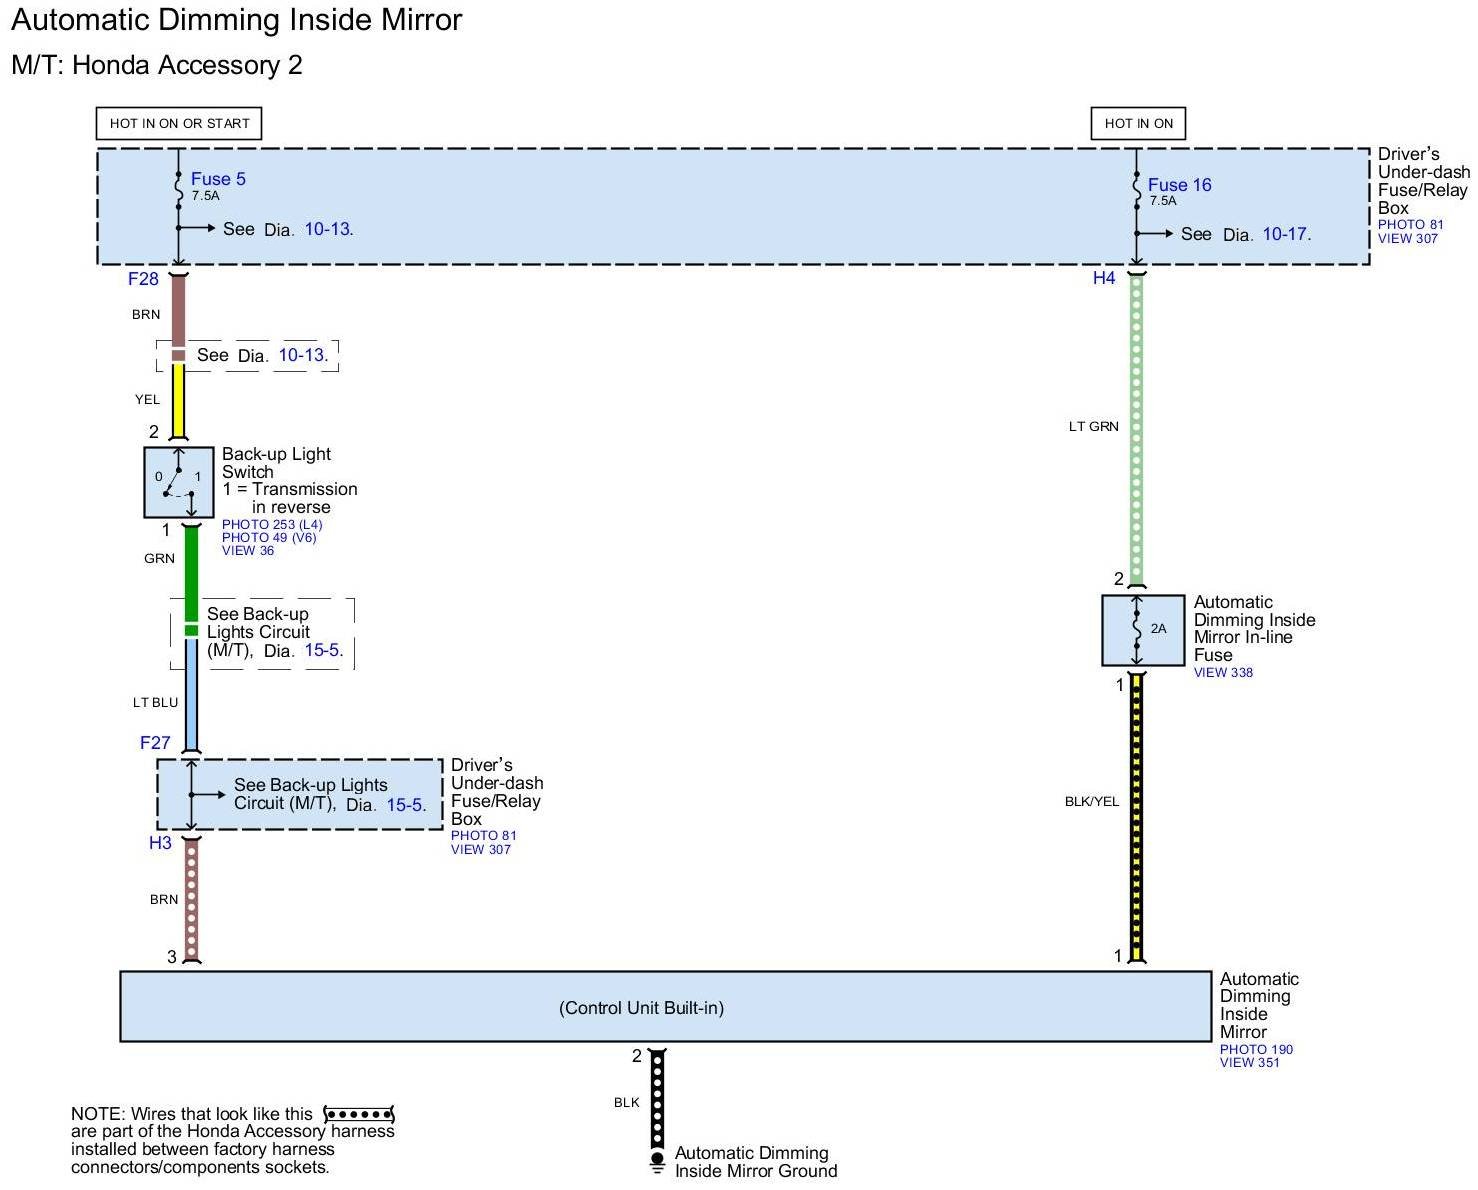 Automatic Dimming Inside Mirror
M/T: Honda Accessory 2
HOT IN ON OR START
HOT IN ON
Fuse 5
7.5A
See Dia. 10-13.
Fuse 16
7.5A
See Dia. 10-17.
Driver's
Under-dash
Fuse/Relay
Box
PHOTO 81
VIEW 307
F28
BRN
See Dia. 10-13.
YEL
2
0 1
Back-up Light
Switch
1 = Transmission
in reverse
PHOTO 253 (L4)
PHOTO 49 (V6)
VIEW 36
1
GRN
See Back-up
Lights Circuit
(M/T), Dia. 15-5.
LT BLU
F27
See Back-up Lights
Circuit (M/T), Dia. 15-5.
Driver's
Under-dash
Fuse/Relay
Box
PHOTO 81
VIEW 307
H3
BRN
3
H4
LT GRN
2
2A
Automatic
Dimming Inside
Mirror In-line
Fuse
VIEW 338
1
BLK/YEL
1
(Control Unit Built-in)
Automatic
Dimming
Inside
Mirror
PHOTO 190
VIEW 351
2
BLK
Automatic Dimming
Inside Mirror Ground
NOTE: Wires that look like this
are part of the Honda Accessory harness
installed between factory harness
connectors/components sockets.